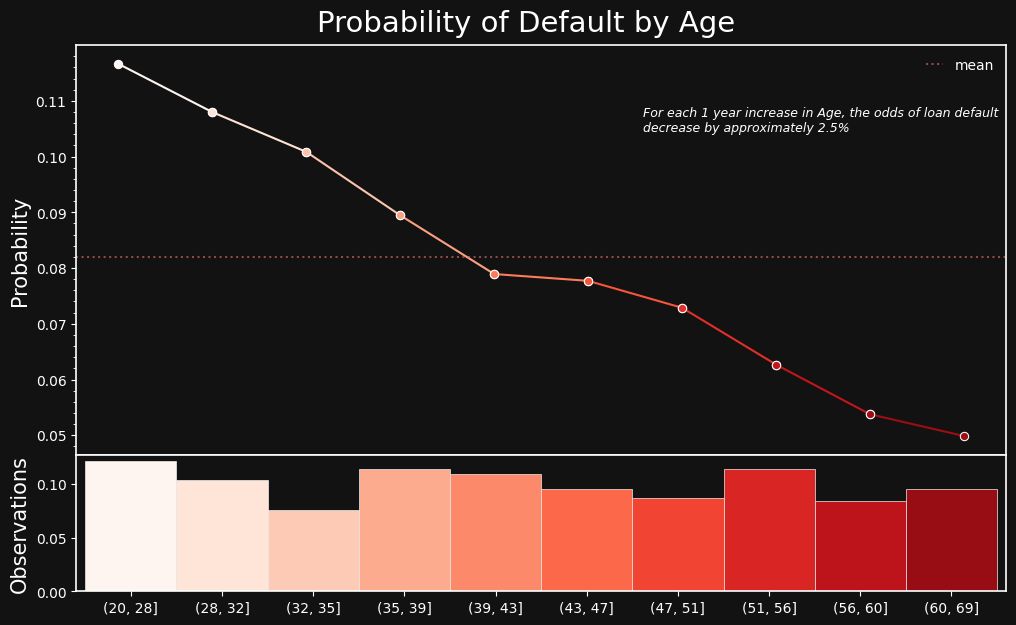 Probability of Default by Age
mean
For each 1 year increase in Age, the odds of loan default
decrease by approximately 2.5%
Probability
0.11
0.10
0.09
0.08
0.07
0.06
0.05
Observations
0.10
0.05
0.00
(20, 28] (28, 32] (32, 35] (35, 39] (39, 43] (43, 47] (47, 51] (51, 56] (56, 60] (60, 69]